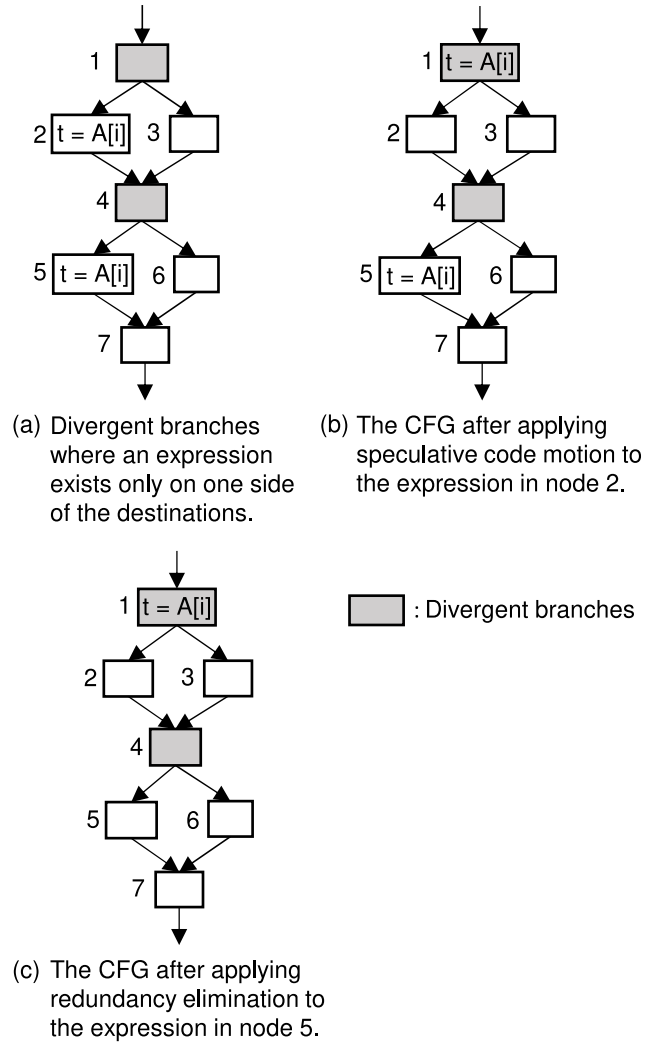 1
1 t = A[i]
2 t = A[i] 3
2 3
4
4
5 t = A[i] 6
5 t = A[i] 6
7
7
(a) Divergent branches
where an expression
exists only on one side
of the destinations.
(b) The CFG after applying
speculative code motion to
the expression in node 2.
1 t = A[i]
: Divergent branches
2 3
4
5 6
7
(c) The CFG after applying
redundancy elimination to
the expression in node 5.